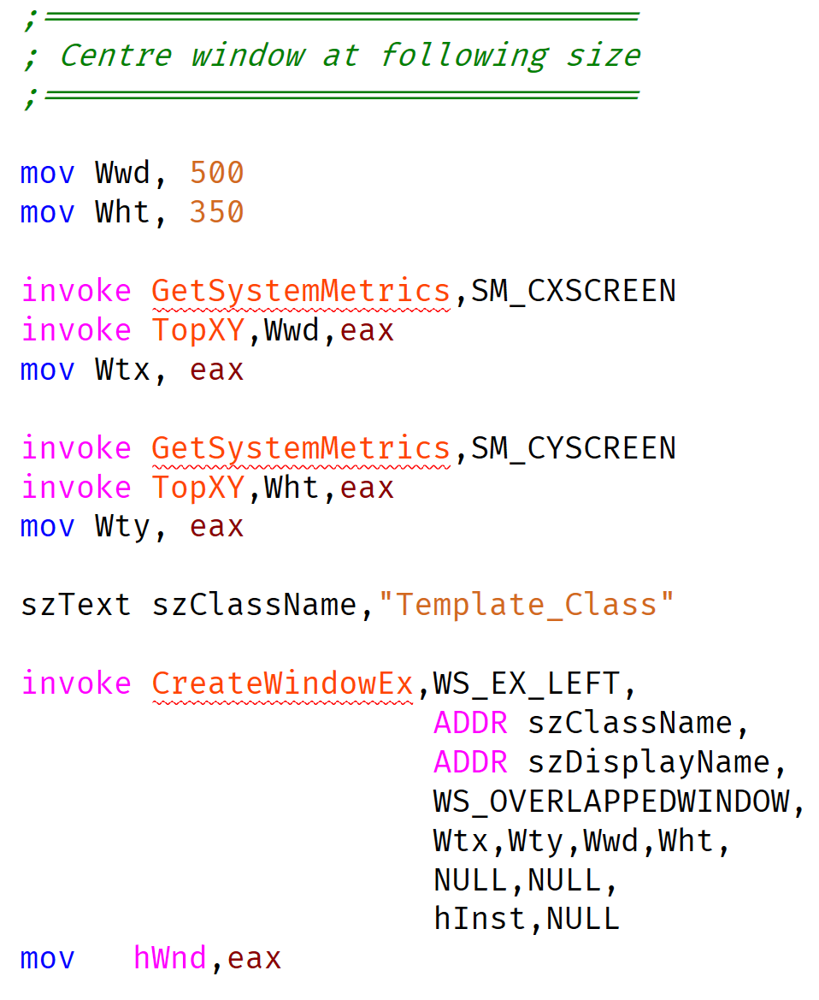 ;================================
; Centre window at following size
;================================
mov Wwd, 500
mov Wht, 350
invoke GetSystemMetrics,SM_CXSCREEN
invoke TopXY,Wwd,eax
mov Wtx, eax
invoke GetSystemMetrics,SM_CYSCREEN
invoke TopXY,Wht,eax
mov Wty, eax
szText szClassName,"Template_Class"
invoke CreateWindowEx,WS_EX_LEFT,
ADDR szClassName,
ADDR szDisplayName,
WS_OVERLAPPEDWINDOW,
Wtx,Wty,Wwd,Wht,
NULL,NULL,
hInst,NULL
mov   hWnd,eax